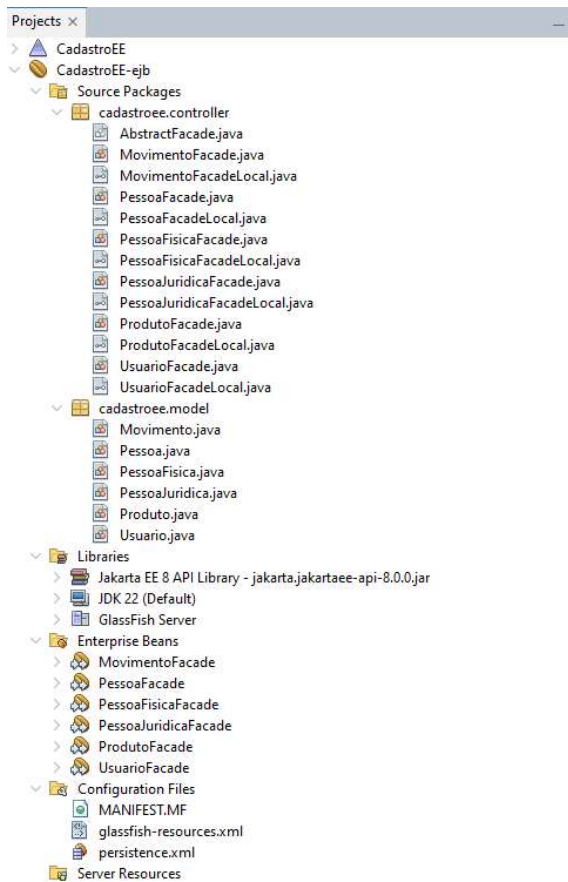 Projects ×
CadastroEE
CadastroEE-ejb
Source Packages
cadastroee.controller
AbstractFacade.java
MovimentoFacade.java
MovimentoFacadeLocal.java
PessoaFacade.java
PessoaFacadeLocal.java
PessoaFisicaFacade.java
PessoaFisicaFacadeLocal.java
PessoaJuridicaFacade.java
PessoaJuridicaFacadeLocal.java
ProdutoFacade.java
ProdutoFacadeLocal.java
UsuarioFacade.java
UsuarioFacadeLocal.java
cadastroee.model
Movimento.java
Pessoa.java
PessoaFisica.java
PessoaJuridica.java
Produto.java
Usuario.java
Libraries
Jakarta EE 8 API Library - jakarta.jakartaee-api-8.0.0.jar
JDK 22 (Default)
GlassFish Server
Enterprise Beans
MovimentoFacade
PessoaFacade
PessoaFisicaFacade
PessoaJuridicaFacade
ProdutoFacade
UsuarioFacade
Configuration Files
MANIFEST.MF
glassfish-resources.xml
persistence.xml
Server Resources